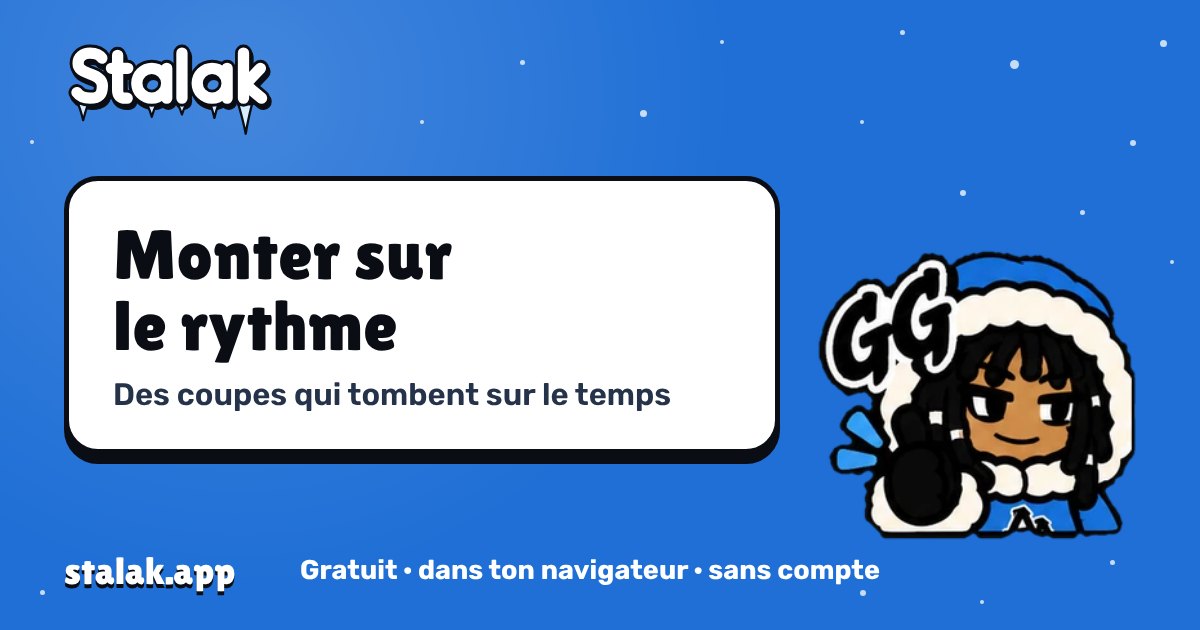 Stalak
Monter sur
le rythme
Des coupes qui tombent sur le temps
GG
stalak.app
Gratuit • dans ton navigateur • sans compte